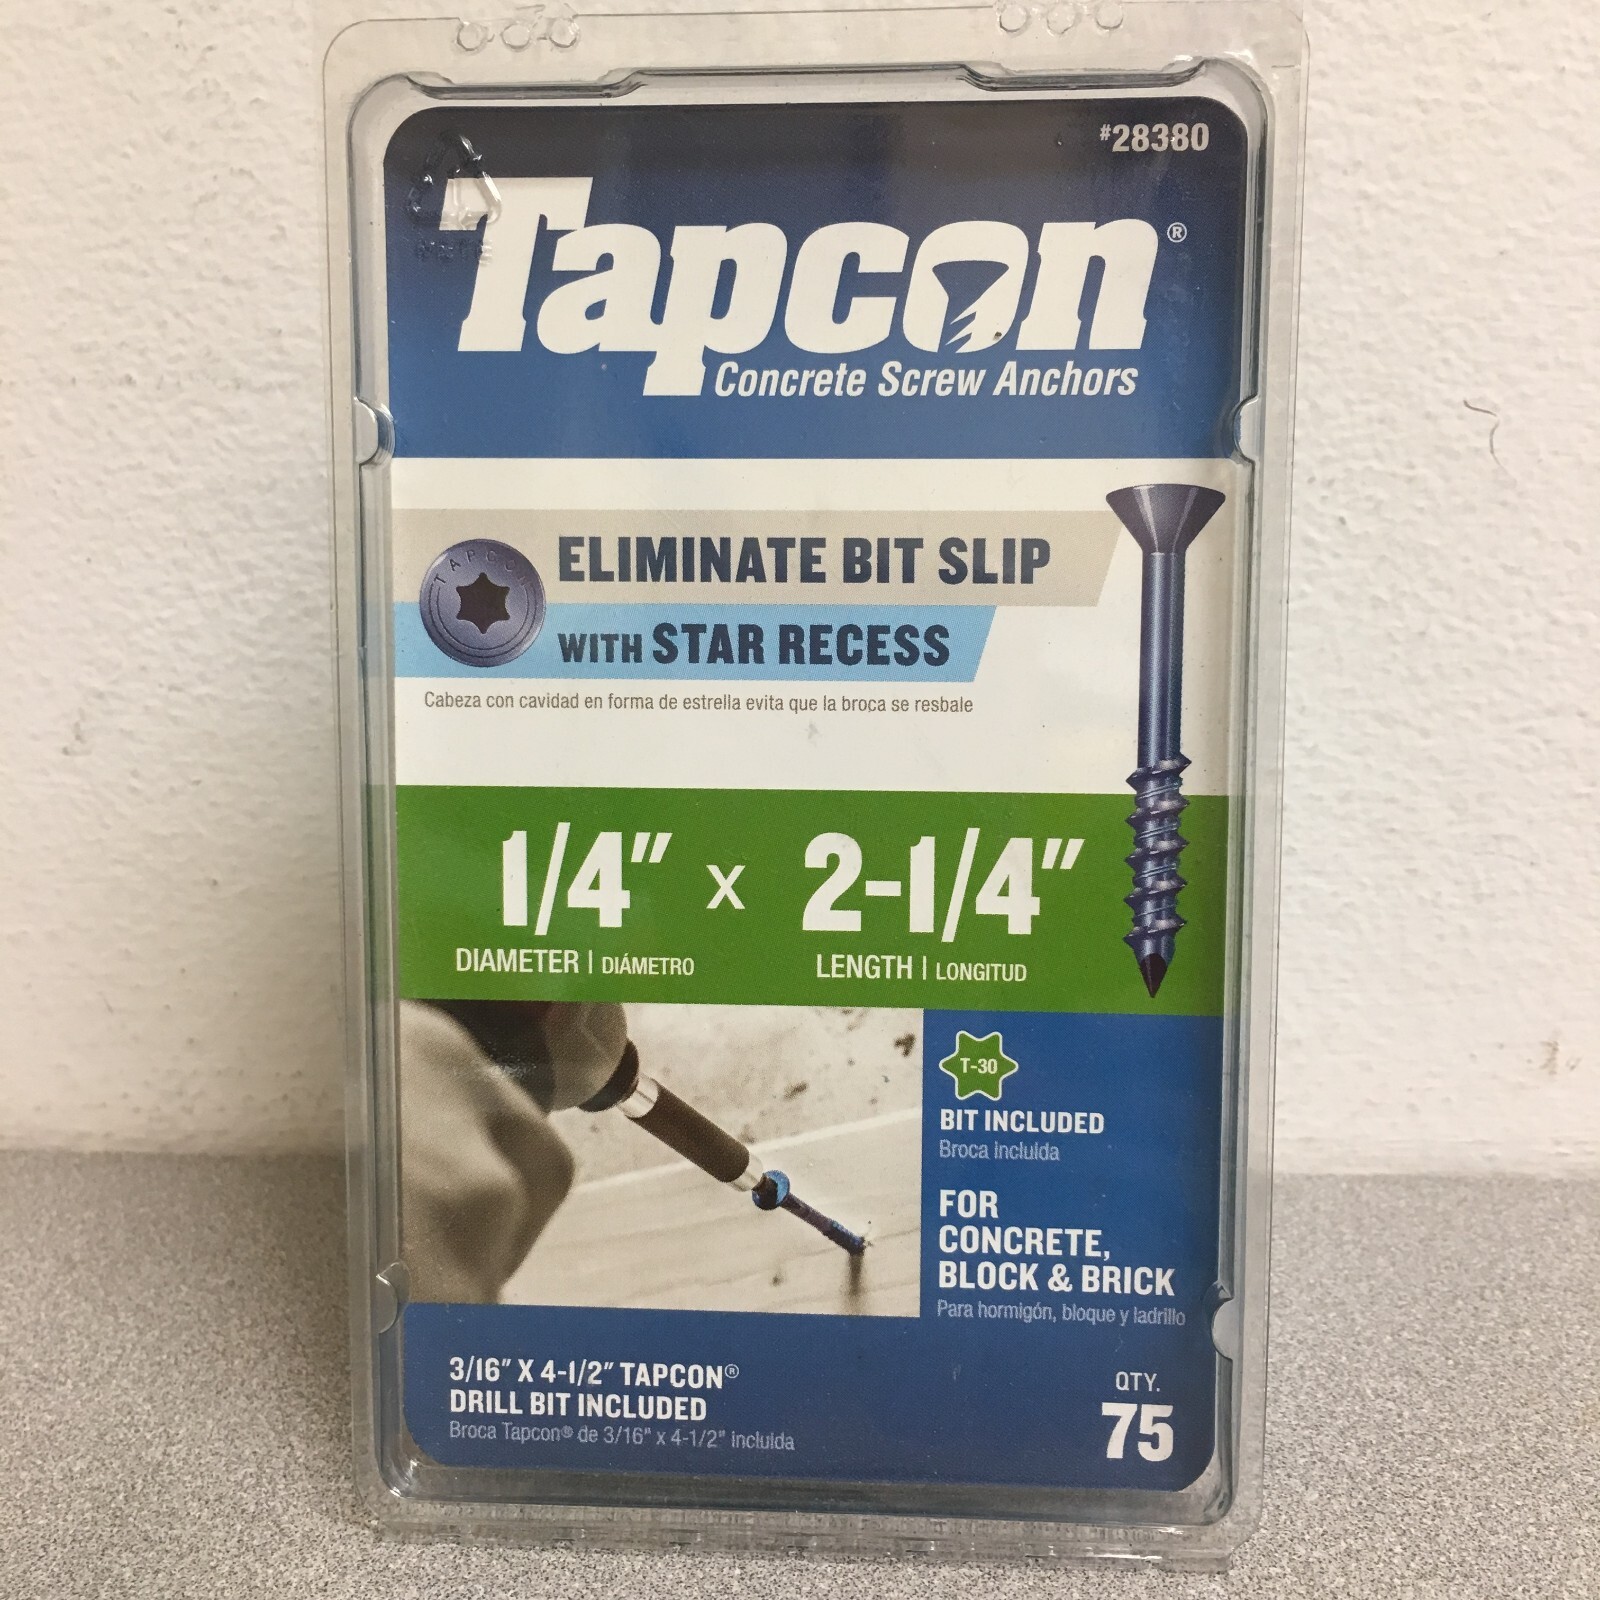 #28380
Tapcon®
Concrete Screw Anchors
TAPCON
ELIMINATE BIT SLIP
WITH STAR RECESS
Cabeza con cavidad en forma de estrella evita que la broca se resbale
1/4" x 2-1/4"
DIAMETER | DIÁMETRO LENGTH | LONGITUD
T-30
BIT INCLUDED
Broca incluida
FOR
CONCRETE,
BLOCK & BRICK
Para hormigón, bloque y ladrillo
3/16" X 4-1/2" TAPCON®
DRILL BIT INCLUDED
Broca Tapcon® de 3/16" x 4-1/2" incluida
QTY.
75